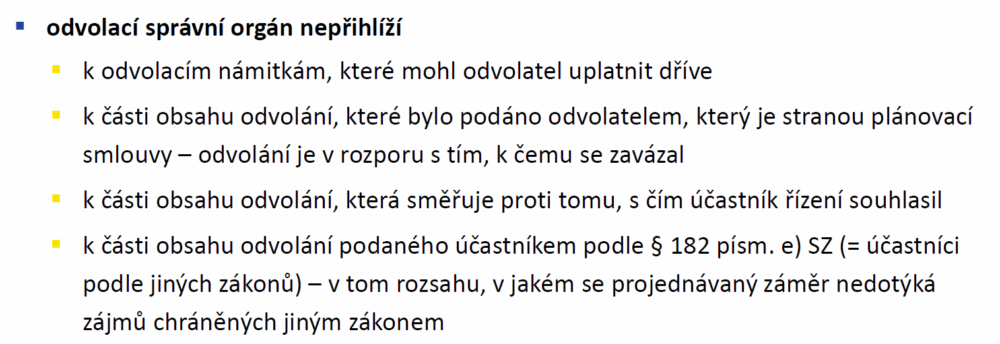 odvolací správní orgán nepřihlíží
k odvolacím námitkám, které mohl odvolatel uplatnit dříve
k části obsahu odvolání, které bylo podáno odvolatelem, který je stranou plánovací
smlouvy – odvolání je v rozporu s tím, k čemu se zavázal
k části obsahu odvolání, která směřuje proti tomu, s čím účastník řízení souhlasil
k části obsahu odvolání podaného účastníkem podle § 182 písm. e) SZ (= účastníci
podle jiných zákonů) – v tom rozsahu, v jakém se projednávaný záměr nedotýká
zájmů chráněných jiným zákonem